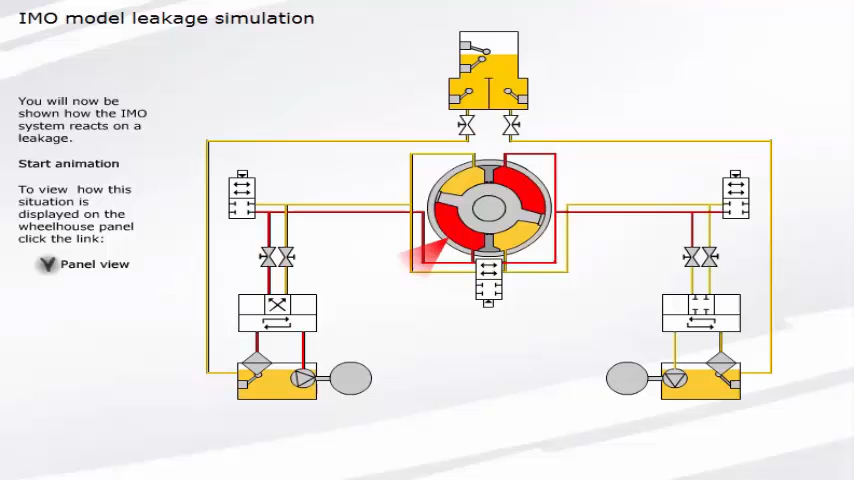 IMO model leakage simulation
You will now be
shown how the IMO
system reacts on a
leakage.
Start animation
To view how this
situation is
displayed on the
wheelhouse panel
click the link:
Panel view